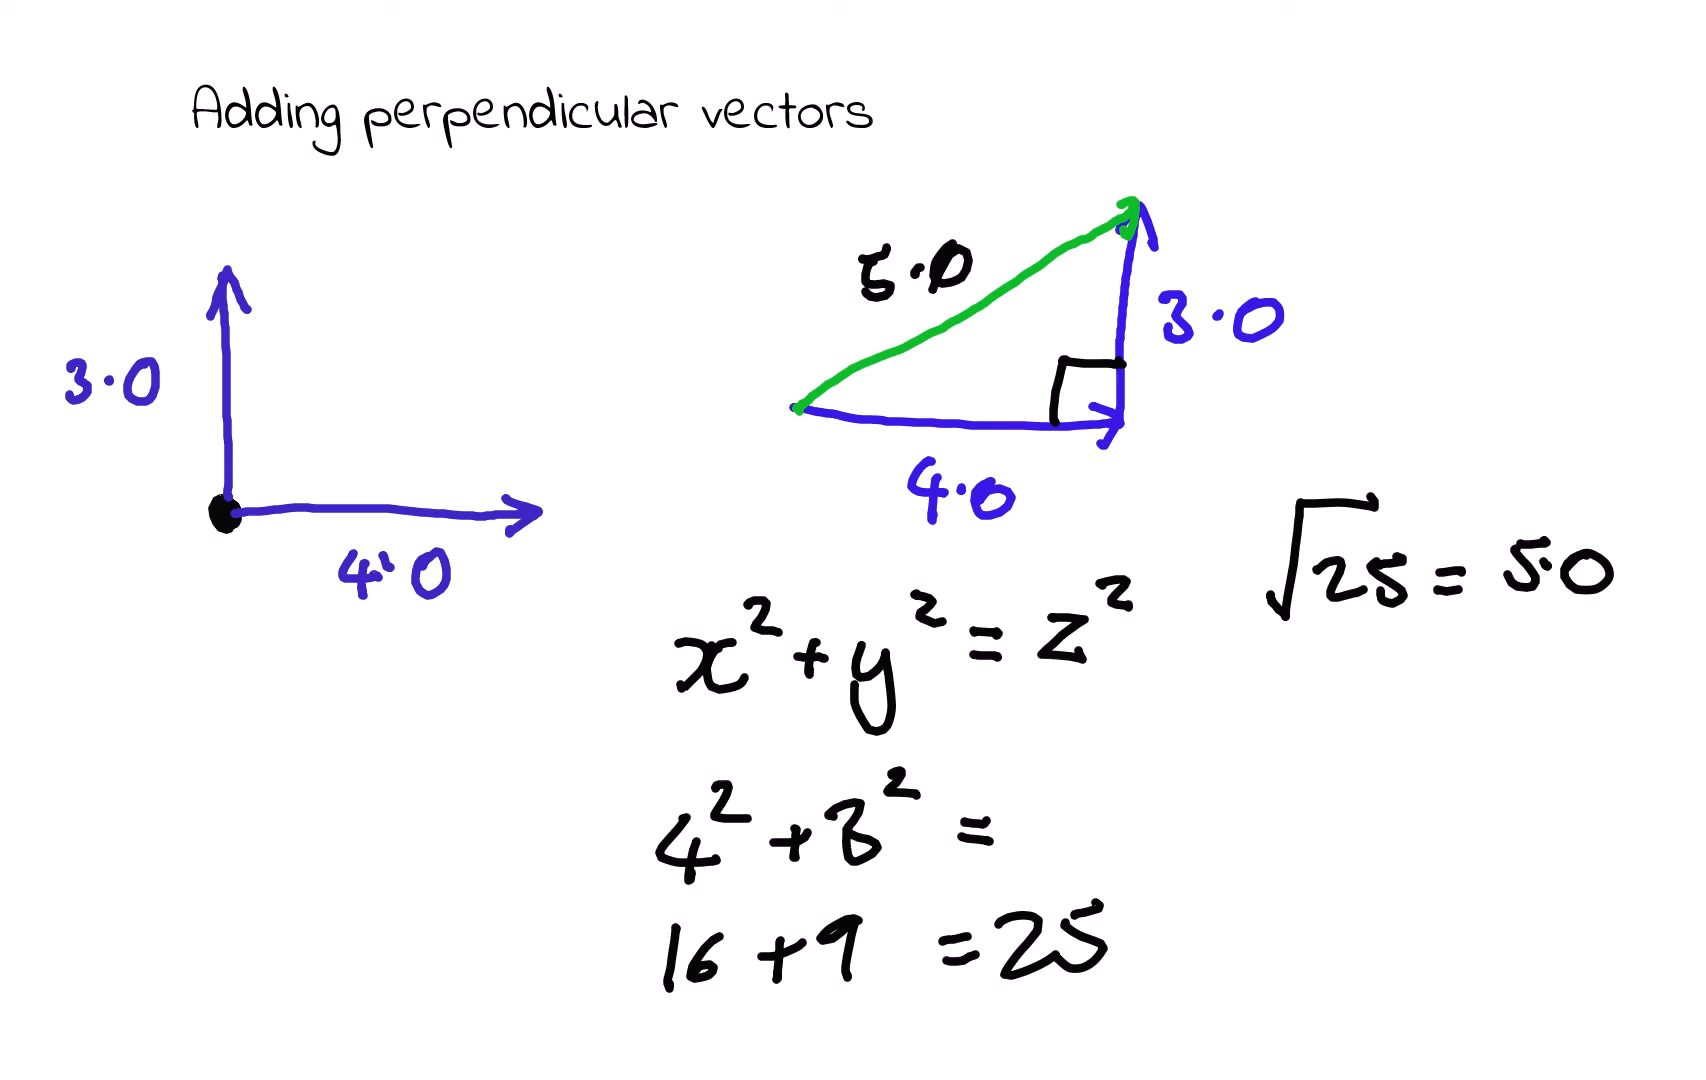 Adding perpendicular vectors
3.0
4.0
5.0
3.0
4.0
x² + y² = z²
4² + 3² =
16 + 9 = 25
√25 = 5.0